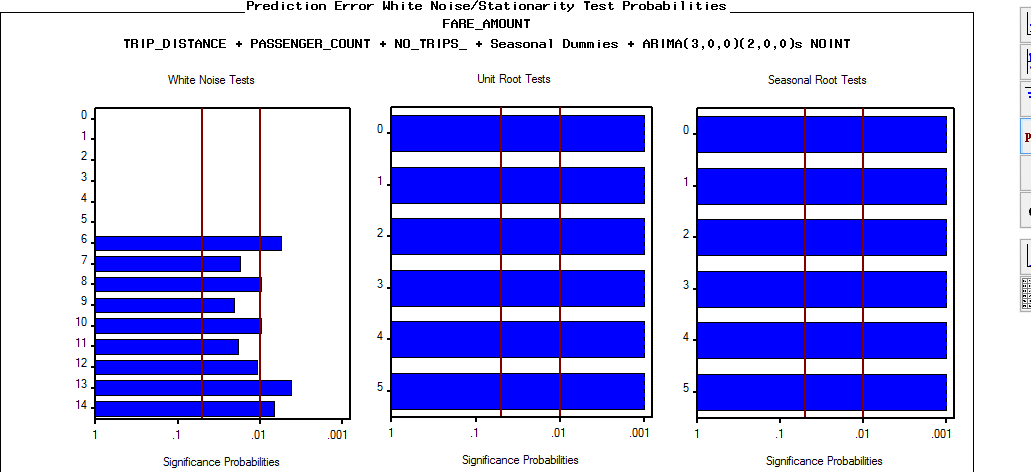 Prediction Error White Noise/Stationarity Test Probabilities
FARE_AMOUNT
TRIP_DISTANCE + PASSENGER_COUNT + NO_TRIPS_ + Seasonal Dummies + ARIMA(3,0,0)(2,0,0)s NOINT
White Noise Tests
0
1
2
3
4
5
6
7
8
9
10
11
12
13
14
1 .1 .01 .001
Significance Probabilities
Unit Root Tests
0
1
2
3
4
5
1 .1 .01 .001
Significance Probabilities
Seasonal Root Tests
0
1
2
3
4
5
1 .1 .01 .001
Significance Probabilities